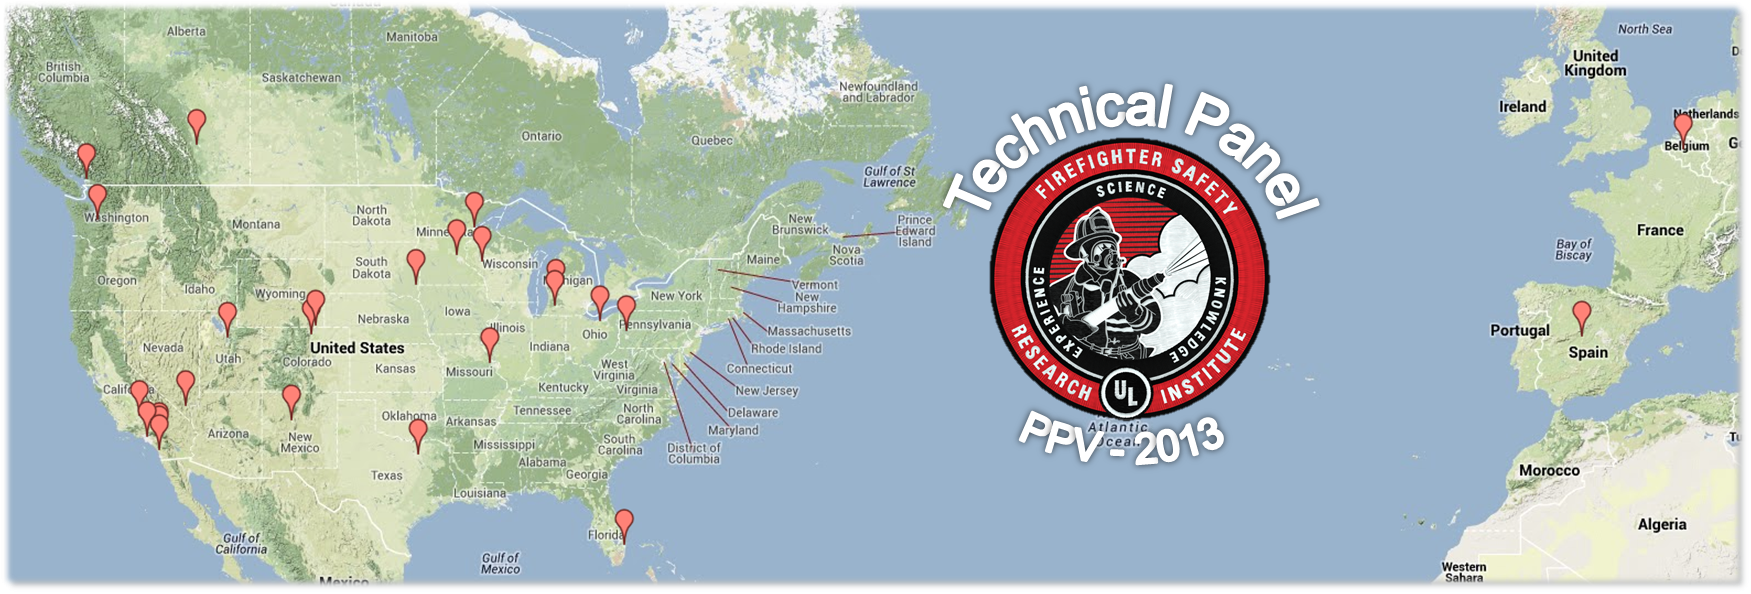 Canada
Alberta
Manitoba
British
Columbia
Saskatchewan
Newfoundland
and Labrador
Ontario
Quebec
Gulf of St
Lawrence
Washington
Montana
North
Dakota
Minnesota
Wisconsin
Michigan
New
Brunswick
Prince
Edward
Island
Nova
Scotia
Maine
Oregon
Idaho
South
Dakota
Wyoming
Nebraska
Iowa
Illinois
Indiana
Ohio
Pennsylvania
New York
Vermont
New
Hampshire
Massachusetts
Rhode Island
Connecticut
New Jersey
Delaware
Maryland
District of
Columbia
Nevada
Utah
United States
Colorado
Kansas
Missouri
West
Virginia
Virginia
Kentucky
California
Arizona
New
Mexico
Oklahoma
Arkansas
Tennessee
North
Carolina
South
Carolina
Mississippi
Alabama
Georgia
Texas
Louisiana
Florida
Gulf of
California
Gulf of
Mexico
Mexico
Technical Panel
FIREFIGHTER SAFETY
SCIENCE
EXPERIENCE
KNOWLEDGE
RESEARCH
UL
INSTITUTE
Atlantic
Ocean
PPV - 2013
North Sea
United
Kingdom
Ireland
Netherlands
Belgium
G
France
Bay of
Biscay
Portugal
Spain
Tu
Morocco
Algeria
Western
Sahara